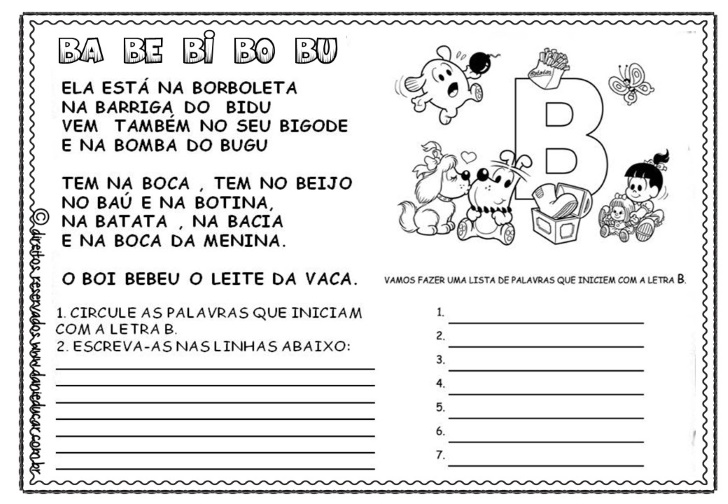 BA BE BI BO BU
ELA ESTÁ NA BORBOLETA
NA BARRIGA DO BIDU
VEM TAMBÉM NO SEU BIGODE
E NA BOMBA DO BUGU
TEM NA BOCA , TEM NO BEIJO
NO BAÚ E NA BOTINA,
NA BATATA , NA BACIA
E NA BOCA DA MENINA.
O BOI BEBEU O LEITE DA VACA.
1. CIRCULE AS PALAVRAS QUE INICIAM
COM A LETRA B.
2. ESCREVA-AS NAS LINHAS ABAIXO:
B
VAMOS FAZER UMA LISTA DE PALAVRAS QUE INICIEM COM A LETRA B.
1.
2.
3.
4.
5.
6.
7.
© direitos reservados www.danieducar.com.br